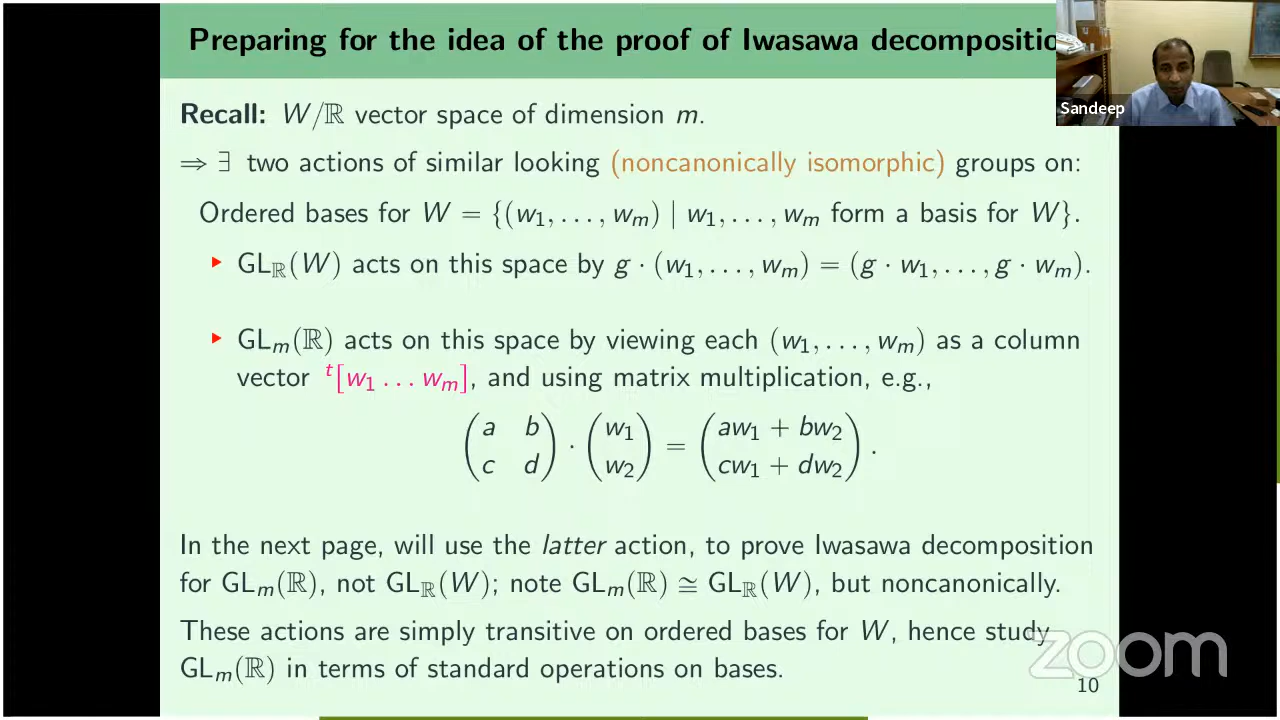 Preparing for the idea of the proof of Iwasawa decompositio
Sandeep
Recall: W/ℝ vector space of dimension m.
⇒ ∃ two actions of similar looking (noncanonically isomorphic) groups on:
Ordered bases for W = {(w₁, . . . , wₘ) | w₁, . . . , wₘ form a basis for W}.
▸ GL_ℝ(W) acts on this space by g · (w₁, . . . , wₘ) = (g · w₁, . . . , g · wₘ).
▸ GLₘ(ℝ) acts on this space by viewing each (w₁, . . . , wₘ) as a column
vector ᵗ[w₁ . . . wₘ], and using matrix multiplication, e.g.,
(a b; c d) · (w₁; w₂) = (aw₁ + bw₂; cw₁ + dw₂).
In the next page, will use the latter action, to prove Iwasawa decomposition
for GLₘ(ℝ), not GL_ℝ(W); note GLₘ(ℝ) ≅ GL_ℝ(W), but noncanonically.
These actions are simply transitive on ordered bases for W, hence study
GLₘ(ℝ) in terms of standard operations on bases.
zoom
10